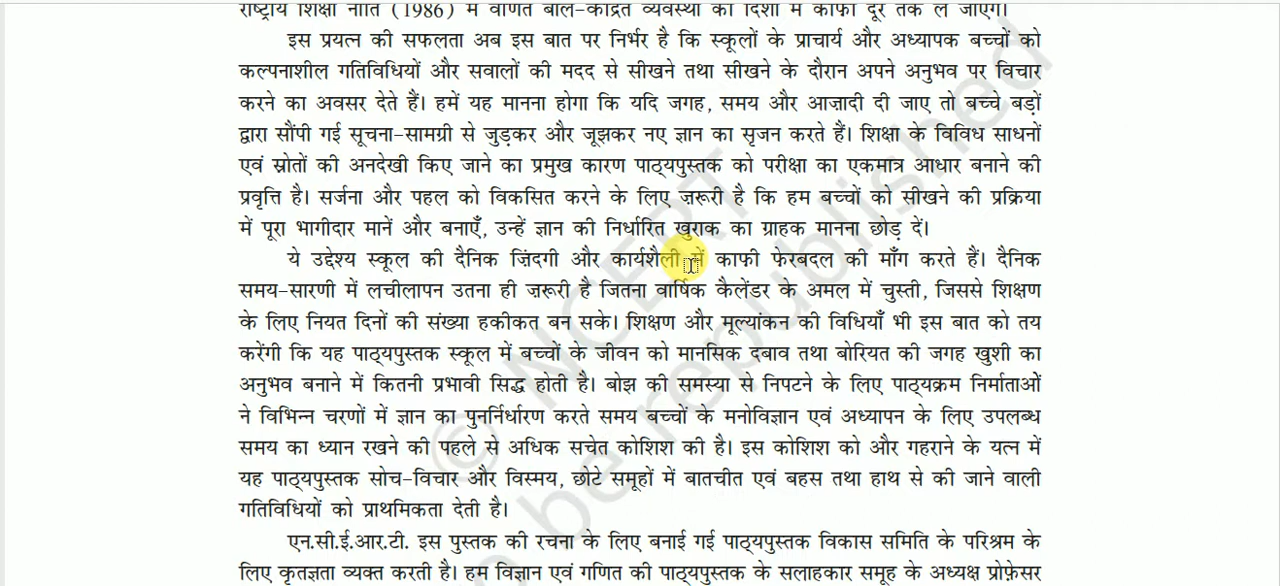 राष्ट्रीय शिक्षा नीति (1986) में वर्णित बाल-केंद्रित व्यवस्था की दिशा में काफी दूर तक ले जाएंगे।
इस प्रयत्न की सफलता अब इस बात पर निर्भर है कि स्कूलों के प्राचार्य और अध्यापक बच्चों को
कल्पनाशील गतिविधियों और सवालों की मदद से सीखने तथा सीखने के दौरान अपने अनुभव पर विचार
करने का अवसर देते हैं। हमें यह मानना होगा कि यदि जगह, समय और आज़ादी दी जाए तो बच्चे बड़ों
द्वारा सौंपी गई सूचना-सामग्री से जुड़कर और जूझकर नए ज्ञान का सृजन करते हैं। शिक्षा के विविध साधनों
एवं स्रोतों की अनदेखी किए जाने का प्रमुख कारण पाठ्यपुस्तक को परीक्षा का एकमात्र आधार बनाने की
प्रवृत्ति है। सर्जना और पहल को विकसित करने के लिए ज़रूरी है कि हम बच्चों को सीखने की प्रक्रिया
में पूरा भागीदार मानें और बनाएँ, उन्हें ज्ञान की निर्धारित खुराक का ग्राहक मानना छोड़ दें।
ये उद्देश्य स्कूल की दैनिक ज़िंदगी और कार्यशैली में काफी फेरबदल की माँग करते हैं। दैनिक
समय-सारणी में लचीलापन उतना ही ज़रूरी है जितना वार्षिक कैलेंडर के अमल में चुस्ती, जिससे शिक्षण
के लिए नियत दिनों की संख्या हकीकत बन सके। शिक्षण और मूल्यांकन की विधियाँ भी इस बात को तय
करेंगी कि यह पाठ्यपुस्तक स्कूल में बच्चों के जीवन को मानसिक दबाव तथा बोरियत की जगह खुशी का
अनुभव बनाने में कितनी प्रभावी सिद्ध होती है। बोझ की समस्या से निपटने के लिए पाठ्यक्रम निर्माताओं
ने विभिन्न चरणों में ज्ञान का पुनर्निर्धारण करते समय बच्चों के मनोविज्ञान एवं अध्यापन के लिए उपलब्ध
समय का ध्यान रखने की पहले से अधिक सचेत कोशिश की है। इस कोशिश को और गहराने के यत्न में
यह पाठ्यपुस्तक सोच-विचार और विस्मय, छोटे समूहों में बातचीत एवं बहस तथा हाथ से की जाने वाली
गतिविधियों को प्राथमिकता देती है।
एन.सी.ई.आर.टी. इस पुस्तक की रचना के लिए बनाई गई पाठ्यपुस्तक विकास समिति के परिश्रम के
लिए कृतज्ञता व्यक्त करती है। हम विज्ञान एवं गणित की पाठ्यपुस्तक के सलाहकार समूह के अध्यक्ष प्रोफ़ेसर
© NCERT
be republished